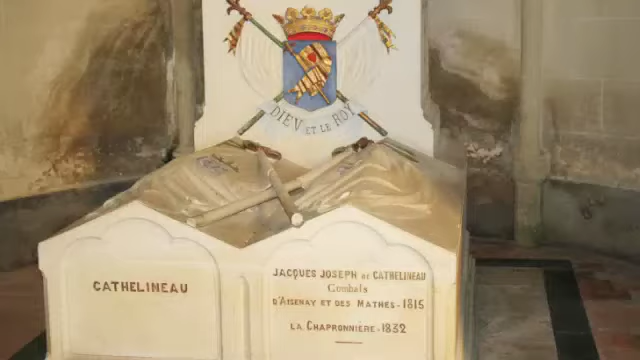 DIEV ET LE ROY
CATHELINEAU
JACQUES JOSEPH DE CATHELINEAU
Combats
D'AISENAY ET DES MATHES - 1815
LA CHAPRONNIÈRE - 1832